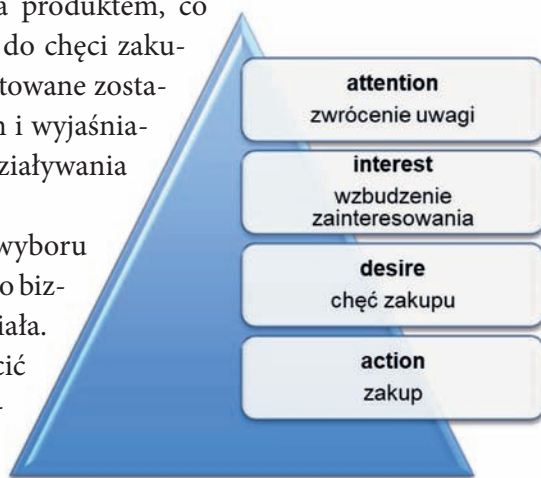 a produktem, co
do chęci zaku-
towane zosta-
i wyjaśnia-
działywania
wyboru
o biz-
iała.
cić
-
attention
zwrócenie uwagi
interest
wzbudzenie
zainteresowania
desire
chęć zakupu
action
zakup